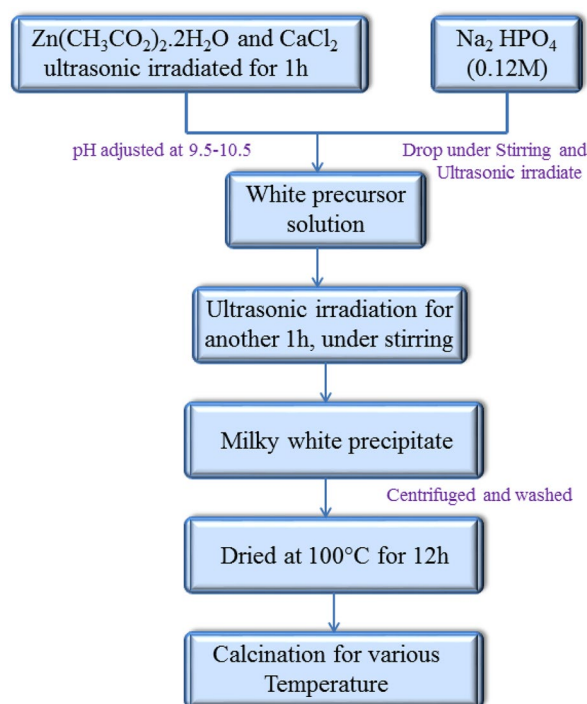 Zn(CH₃CO₂)₂.2H₂O and CaCl₂
ultrasonic irradiated for 1h
Na₂ HPO₄
(0.12M)
pH adjusted at 9.5-10.5
Drop under Stirring and
Ultrasonic irradiate
White precursor
solution
Ultrasonic irradiation for
another 1h, under stirring
Milky white precipitate
Centrifuged and washed
Dried at 100°C for 12h
Calcination for various
Temperature